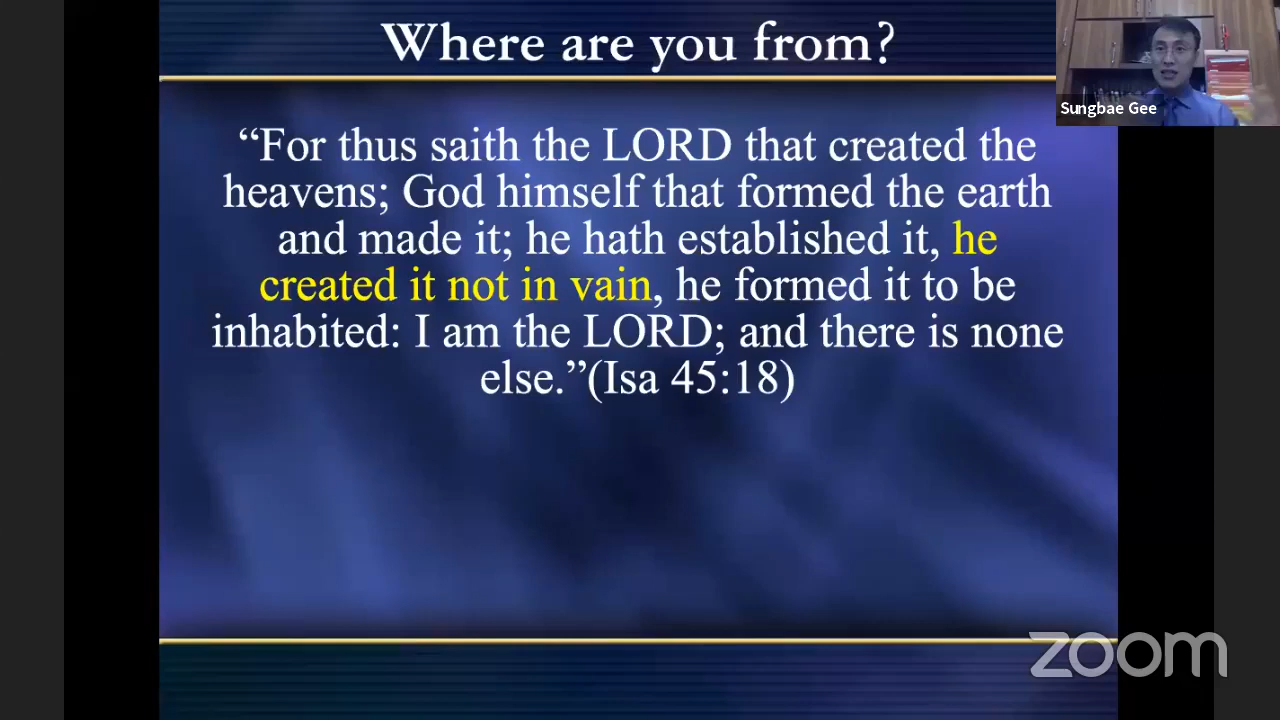 Where are you from?
Sungbae Gee
“For thus saith the LORD that created the
heavens; God himself that formed the earth
and made it; he hath established it, he
created it not in vain, he formed it to be
inhabited: I am the LORD; and there is none
else.”(Isa 45:18)
zoom